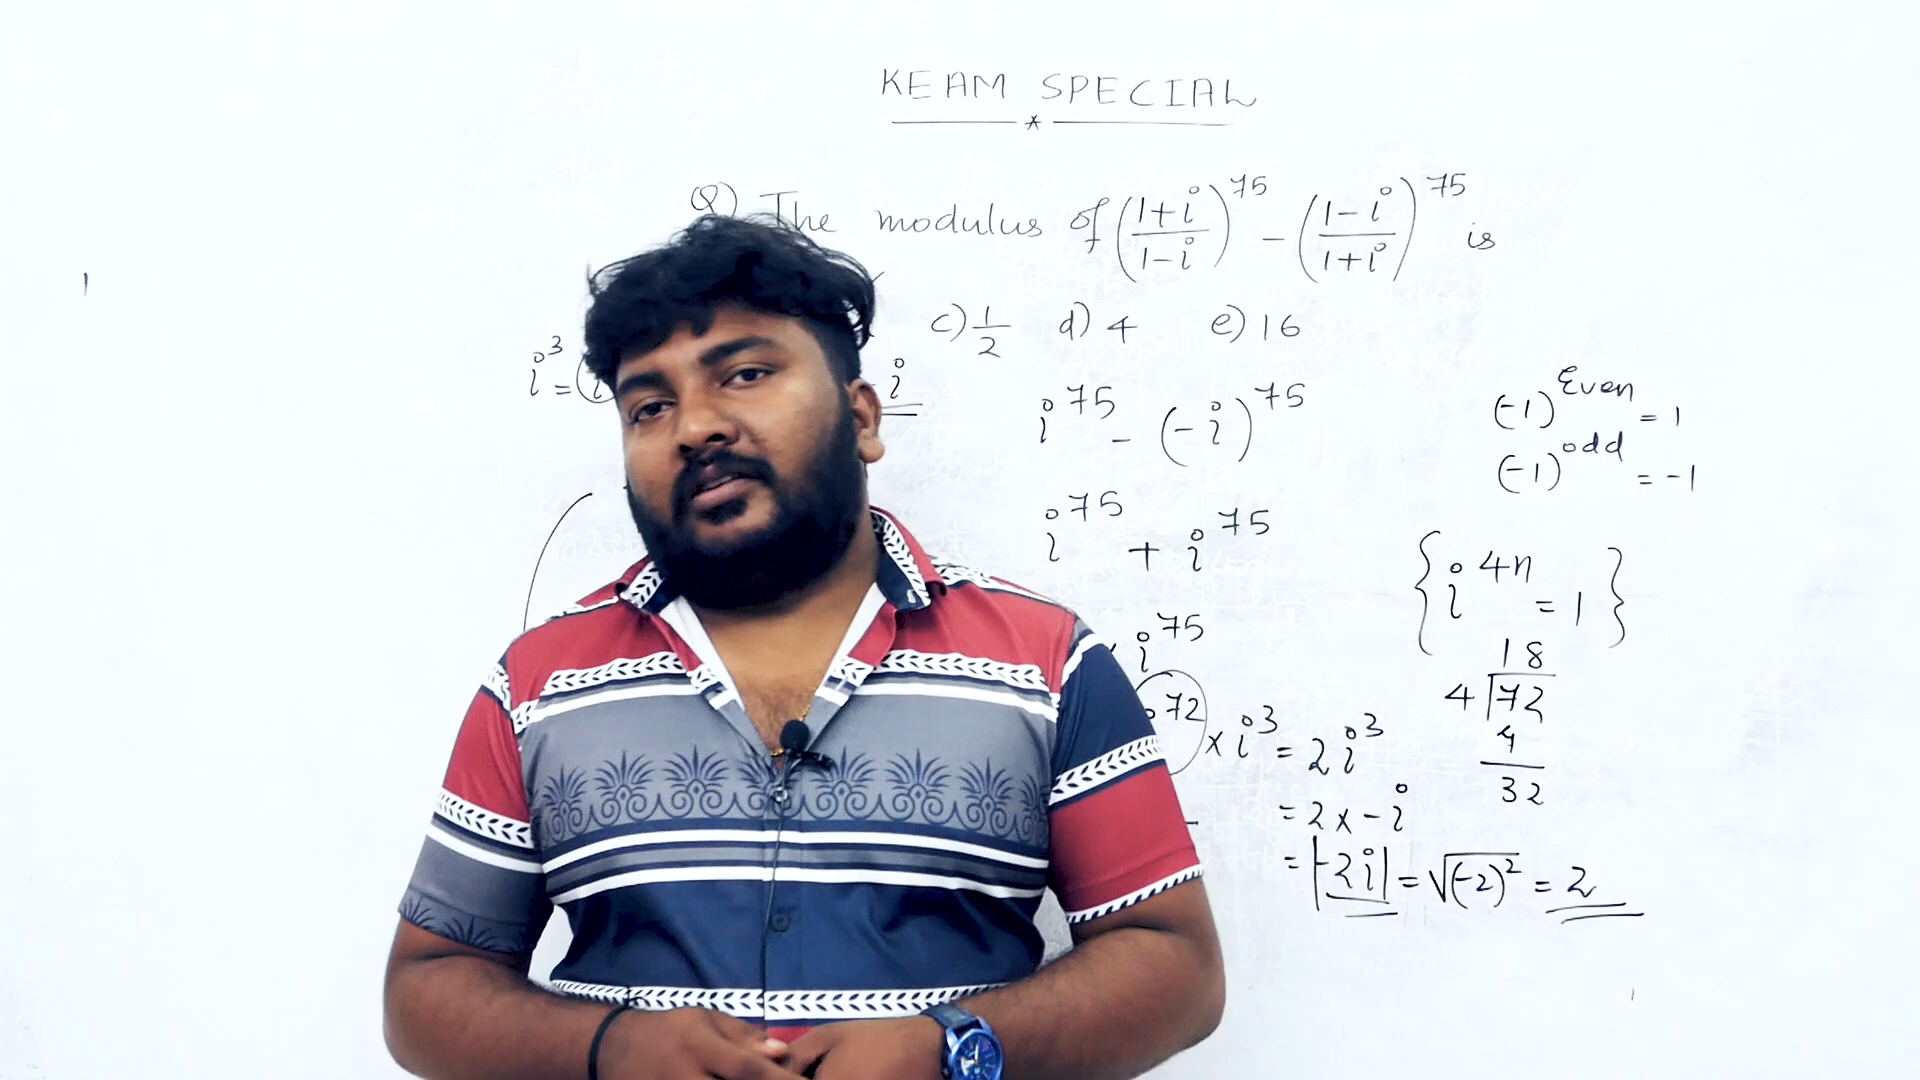 KEAM SPECIAL
Q) The modulus of ((1+i)/(1-i))^75 - ((1-i)/(1+i))^75 is
c) 1/2 d) 4 e) 16
i^3 = i
- i
i^75 - (-i)^75
(-1)^Even = 1
(-1)^odd = -1
i^75 + i^75
{ i^4n = 1 }
i^75
18
4 72
4
32
72 × i^3 = 2i^3
= 2 × -i
= |-2i| = √(-2)^2 = 2